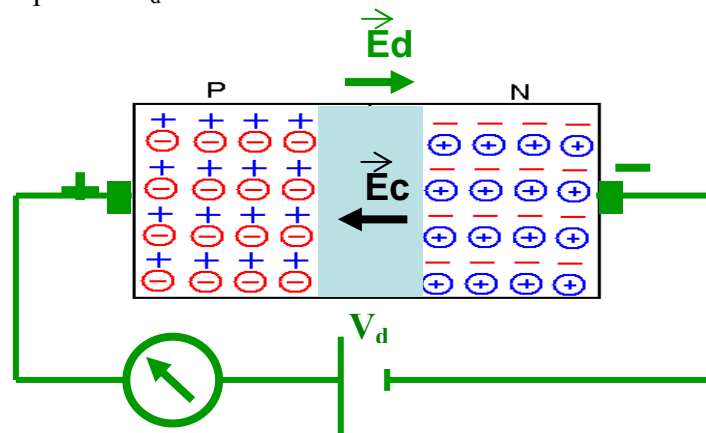 Ed
P
N
+ + + +
− − − −
− − − −
+ + + +
+ + + +
− − − −
− − − −
+ + + +
+
−
Ec
+ + + +
− − − −
− − − −
+ + + +
+ + + +
− − − −
− − − −
+ + + +
Vd